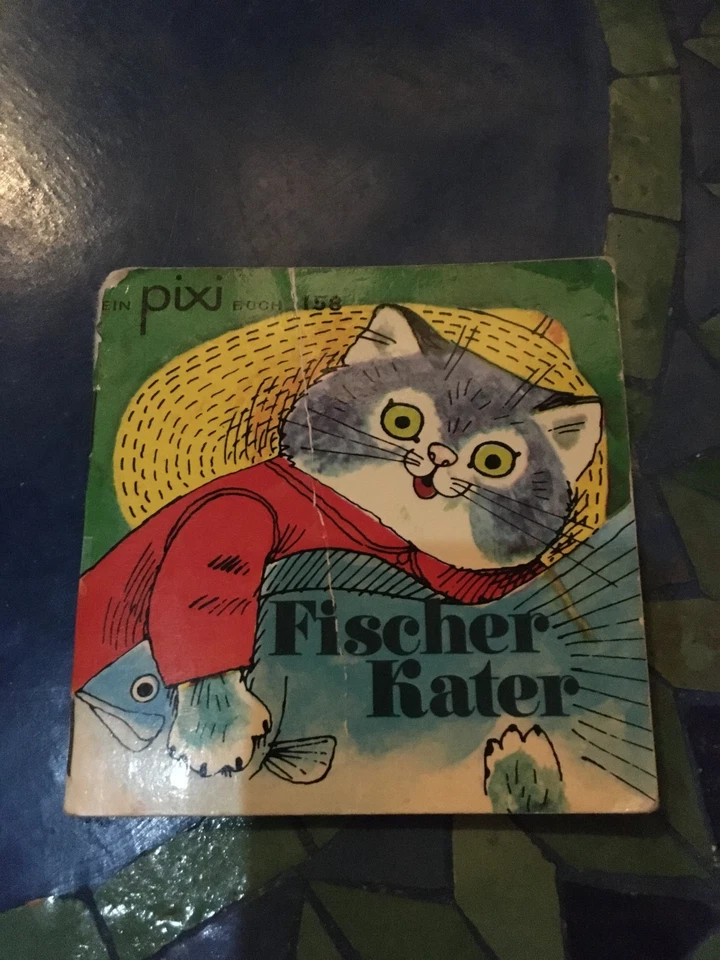 EIN pixi BUCH 158
Fischer
Kater